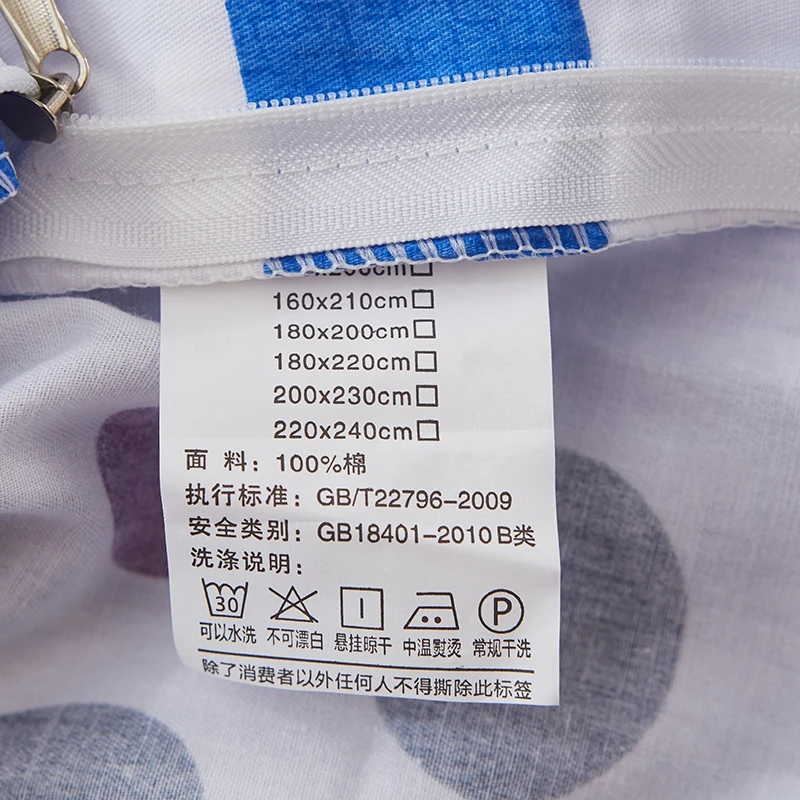 160x210cm□
180x200cm□
180x220cm□
200x230cm□
220x240cm□
面 料：100%棉
执行标准：GB/T22796-2009
安全类别：GB18401-2010 B类
洗涤说明：
30 P
可以水洗 不可漂白 悬挂晾干 中温熨烫 常规干洗
除了消费者以外任何人不得撕除此标签